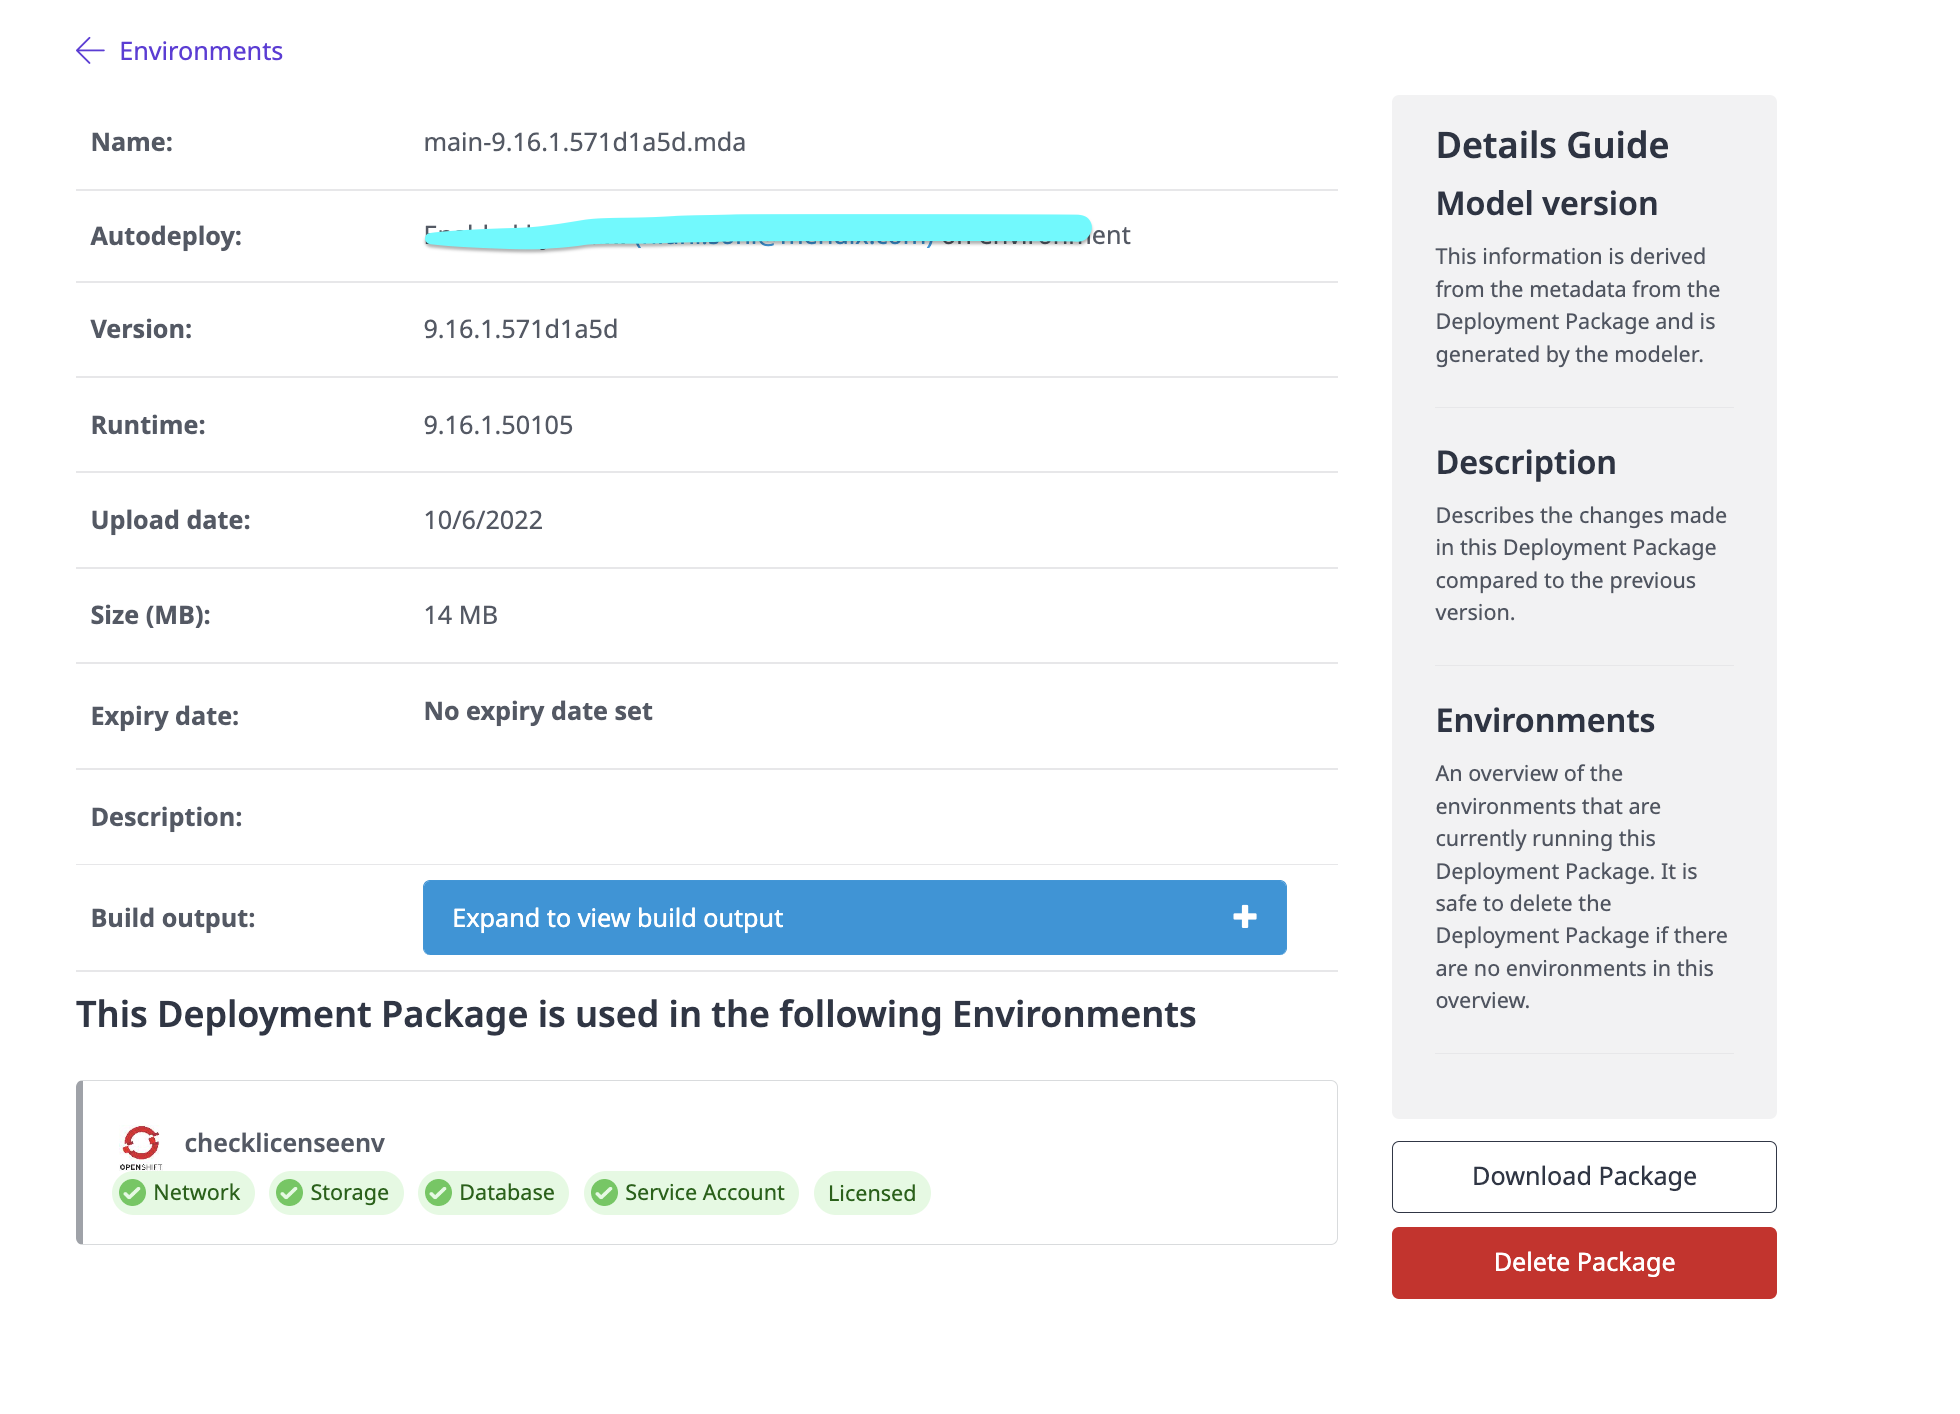 Environments
Name: main-9.16.1.571d1a5d.mda
Autodeploy: environment
Version: 9.16.1.571d1a5d
Runtime: 9.16.1.50105
Upload date: 10/6/2022
Size (MB): 14 MB
Expiry date: No expiry date set
Description:
Build output: Expand to view build output
This Deployment Package is used in the following Environments
OPENSHIFT
checklicenseenv
Network Storage Database Service Account Licensed
Details Guide
Model version
This information is derived
from the metadata from the
Deployment Package and is
generated by the modeler.
Description
Describes the changes made
in this Deployment Package
compared to the previous
version.
Environments
An overview of the
environments that are
currently running this
Deployment Package. It is
safe to delete the
Deployment Package if there
are no environments in this
overview.
Download Package
Delete Package